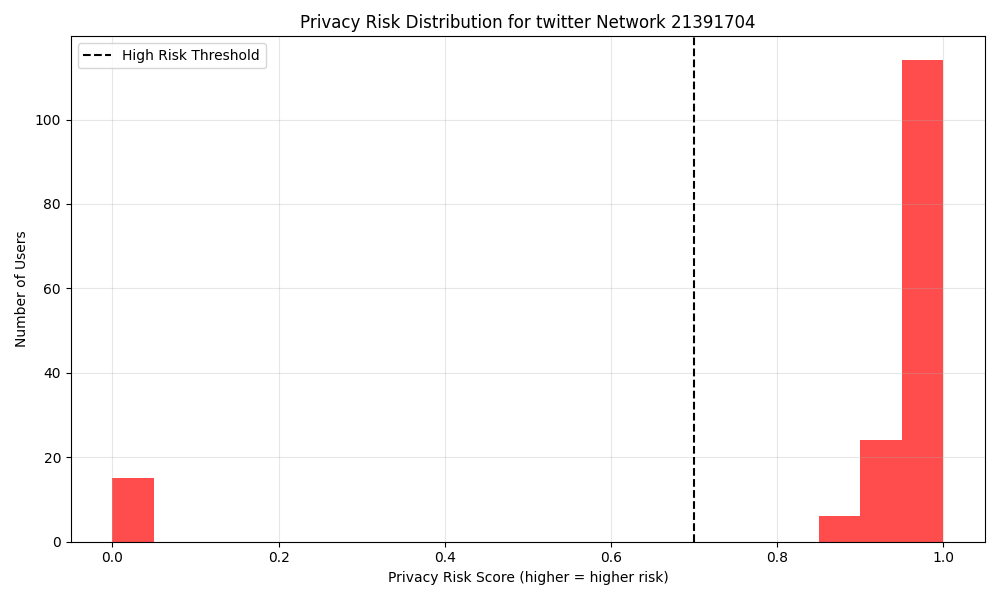 Privacy Risk Distribution for twitter Network 21391704
High Risk Threshold
Number of Users
100
80
60
40
20
0
0.0 0.2 0.4 0.6 0.8 1.0
Privacy Risk Score (higher = higher risk)